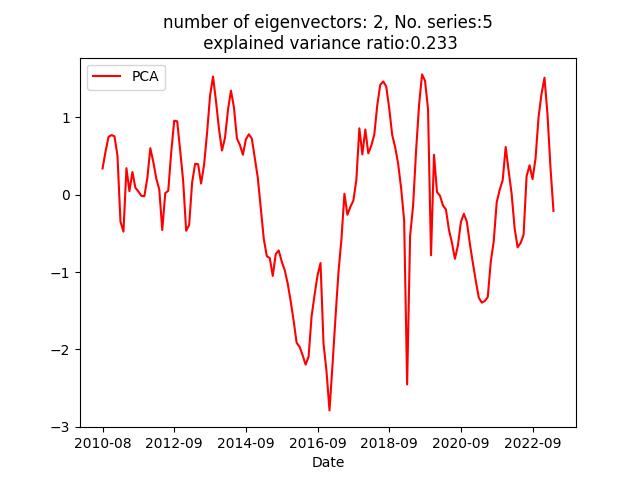 number of eigenvectors: 2, No. series:5
explained variance ratio:0.233
PCA
1
0
−1
−2
−3
2010-08 2012-09 2014-09 2016-09 2018-09 2020-09 2022-09
Date